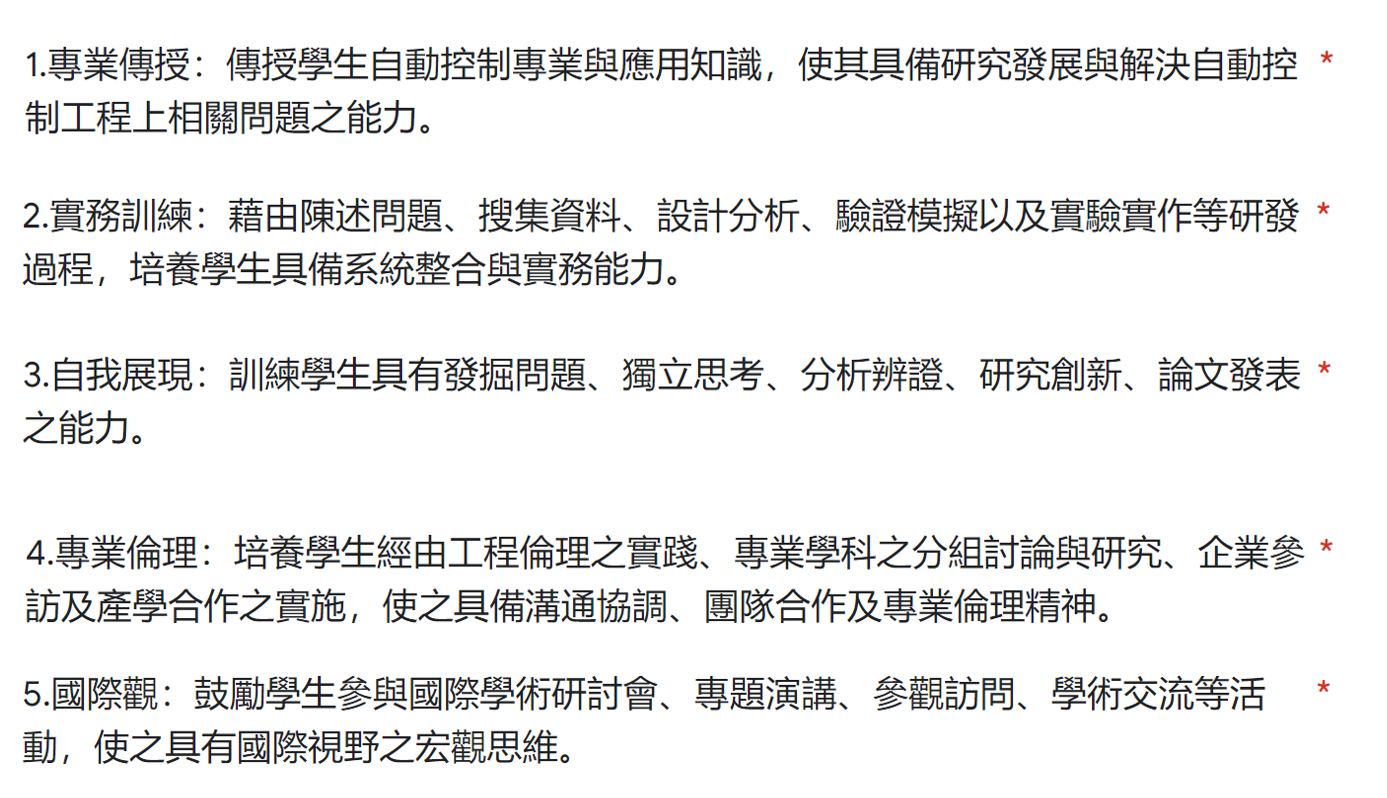 1.專業傳授：傳授學生自動控制專業與應用知識，使其具備研究發展與解決自動控 *
制工程上相關問題之能力。
2.實務訓練：藉由陳述問題、搜集資料、設計分析、驗證模擬以及實驗實作等研發 *
過程，培養學生具備系統整合與實務能力。
3.自我展現：訓練學生具有發掘問題、獨立思考、分析辨證、研究創新、論文發表 *
之能力。
4.專業倫理：培養學生經由工程倫理之實踐、專業學科之分組討論與研究、企業參 *
訪及產學合作之實施，使之具備溝通協調、團隊合作及專業倫理精神。
5.國際觀：鼓勵學生參與國際學術研討會、專題演講、參觀訪問、學術交流等活 *
動，使之具有國際視野之宏觀思維。